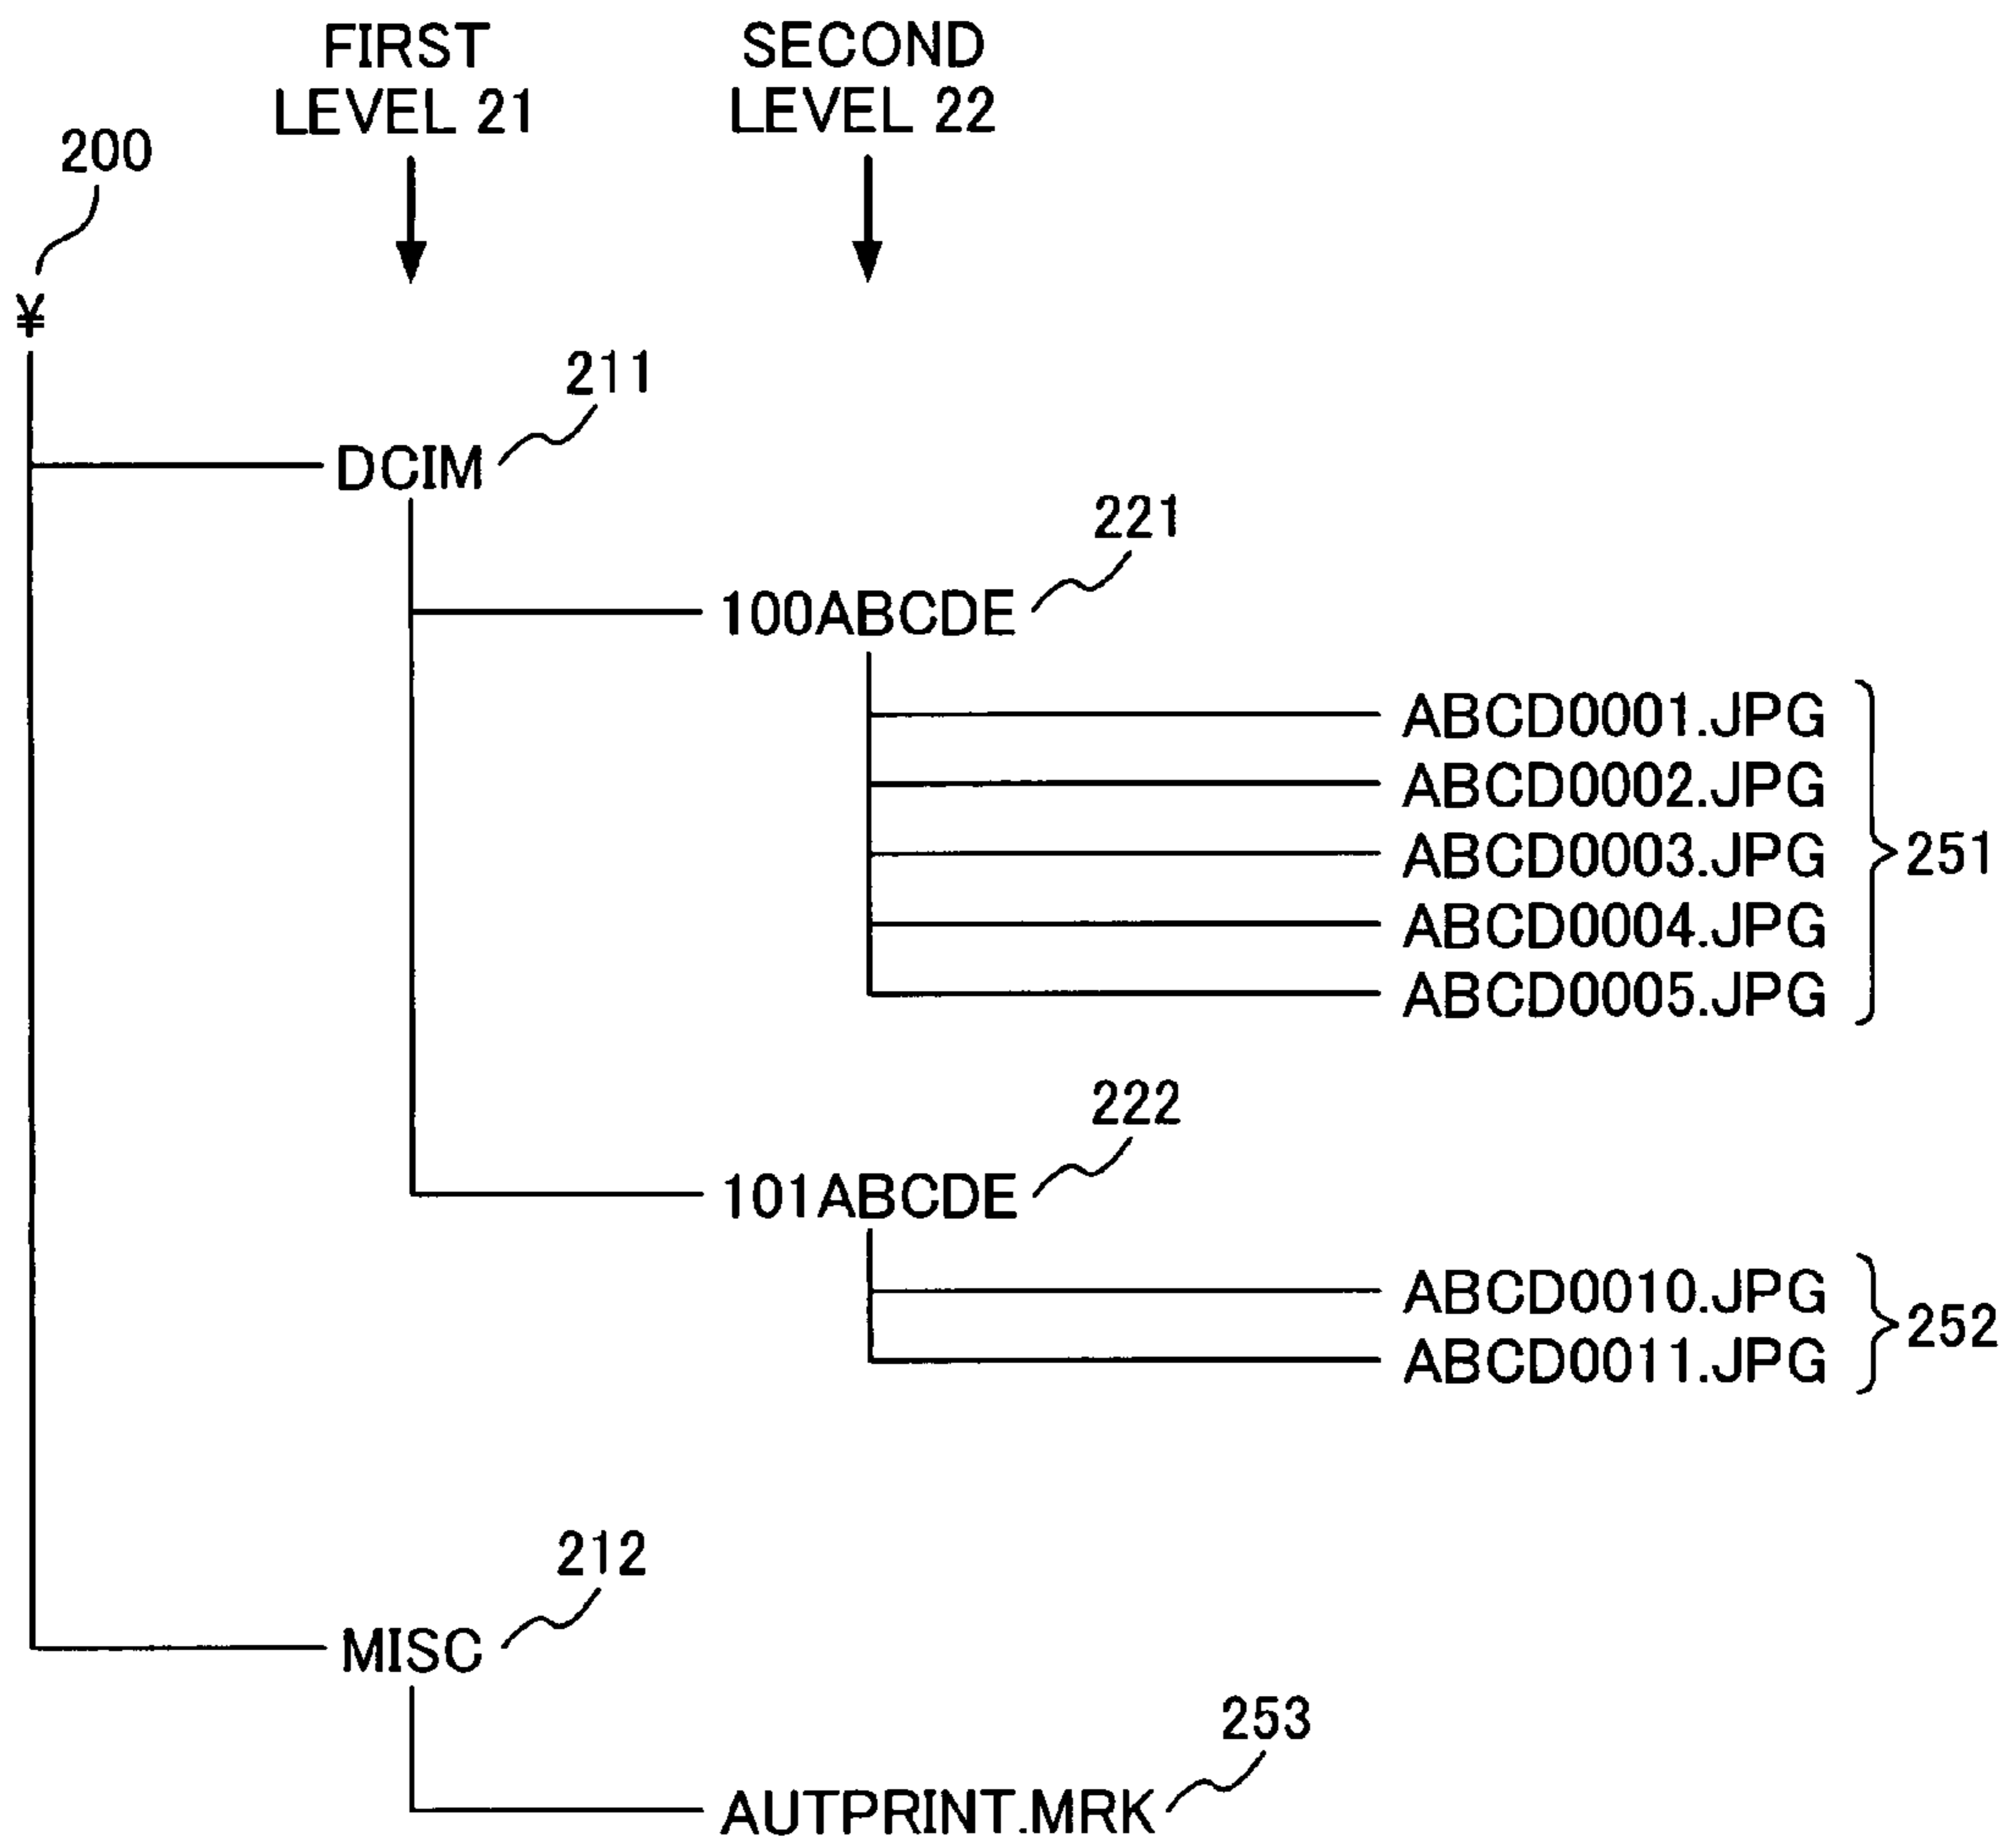 FIRST
LEVEL 21
SECOND
LEVEL 22
200
¥
211
DCIM
221
100ABCDE
ABCD0001.JPG
ABCD0002.JPG
ABCD0003.JPG
251
ABCD0004.JPG
ABCD0005.JPG
222
101ABCDE
ABCD0010.JPG
252
ABCD0011.JPG
212
MISC
253
AUTPRINT.MRK